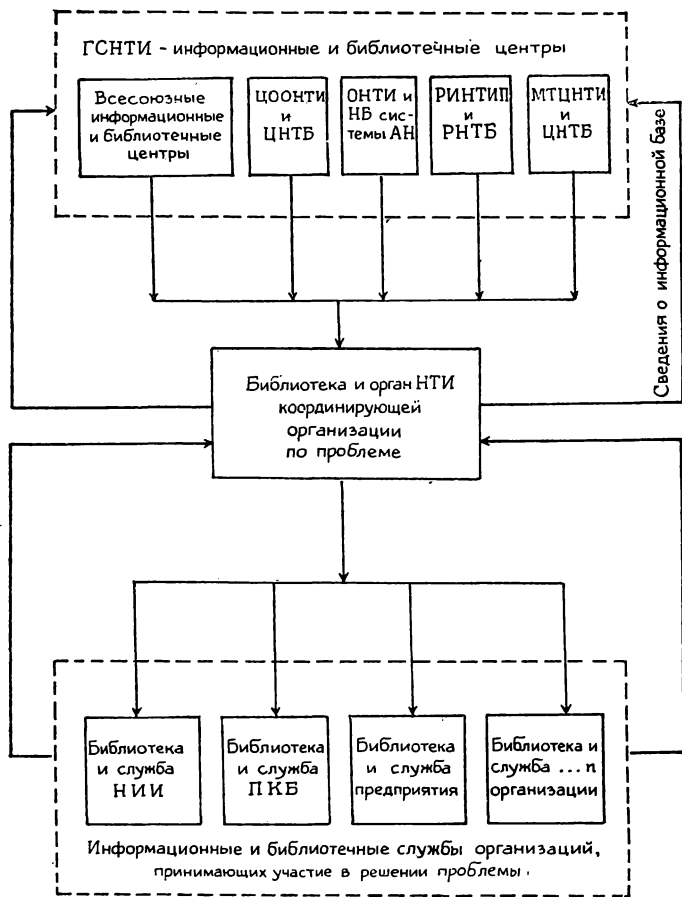 ГСНТИ - информационные и библиотечные центры
Всесоюзные
информационные
и библиотечные
центры
ЦООНТИ
и
ЦНТБ
ОНТИ и
НБ сис-
темы АН
РИНТИП
и
РНТБ
МТЦНТИ
и
ЦНТБ
Сведения о информационной базе
Библиотека и орган НТИ
координирующей
организации
по проблеме
Библиотека
и служба
НИИ
Библиотека
и служба
ПКБ
Библиотека
и служба
предприятия
Библиотека и
служба ...n
организации
Информационные и библиотечные службы организаций,
принимающих участие в решении проблемы.